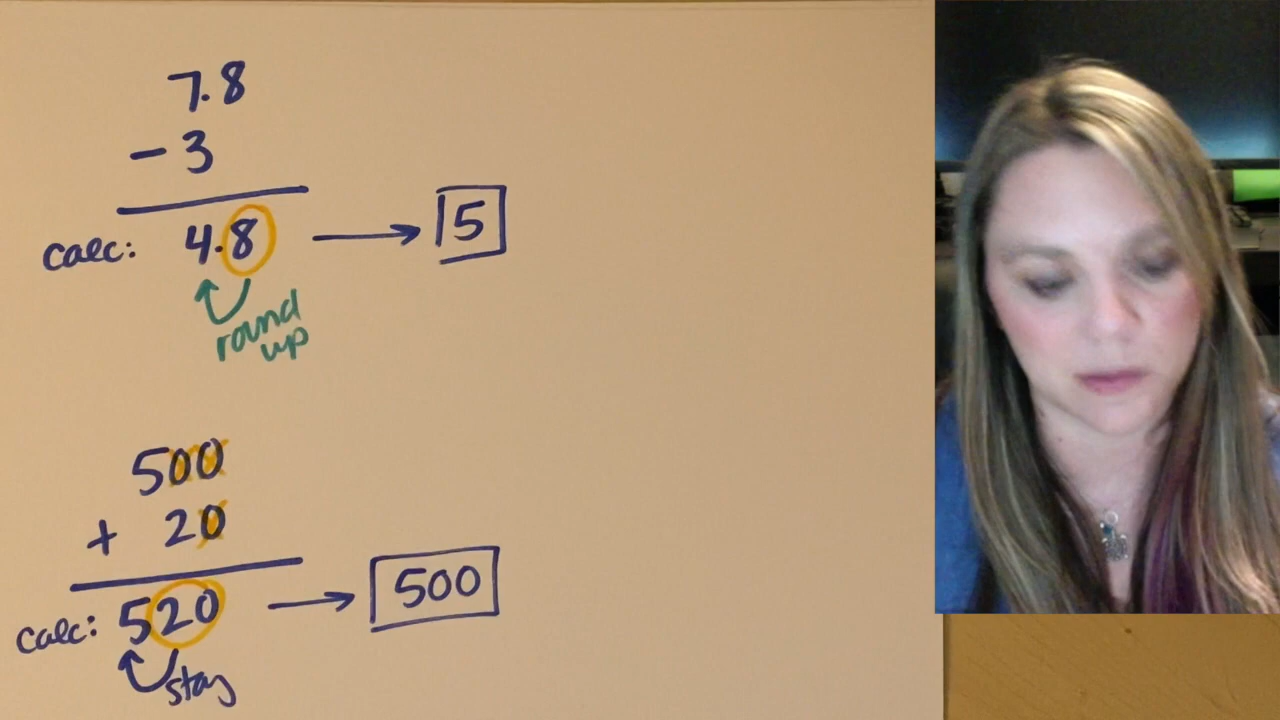 7.8
- 3
calc: 4.8 → 5
round
up
500
+ 20
calc: 520 → 500
stay